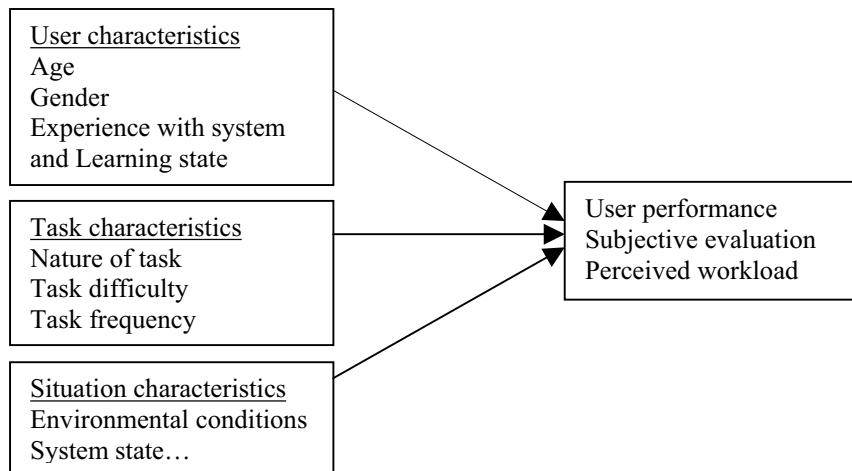 User characteristics
Age
Gender
Experience with system
and Learning state
Task characteristics
Nature of task
Task difficulty
Task frequency
Situation characteristics
Environmental conditions
System state…
User performance
Subjective evaluation
Perceived workload